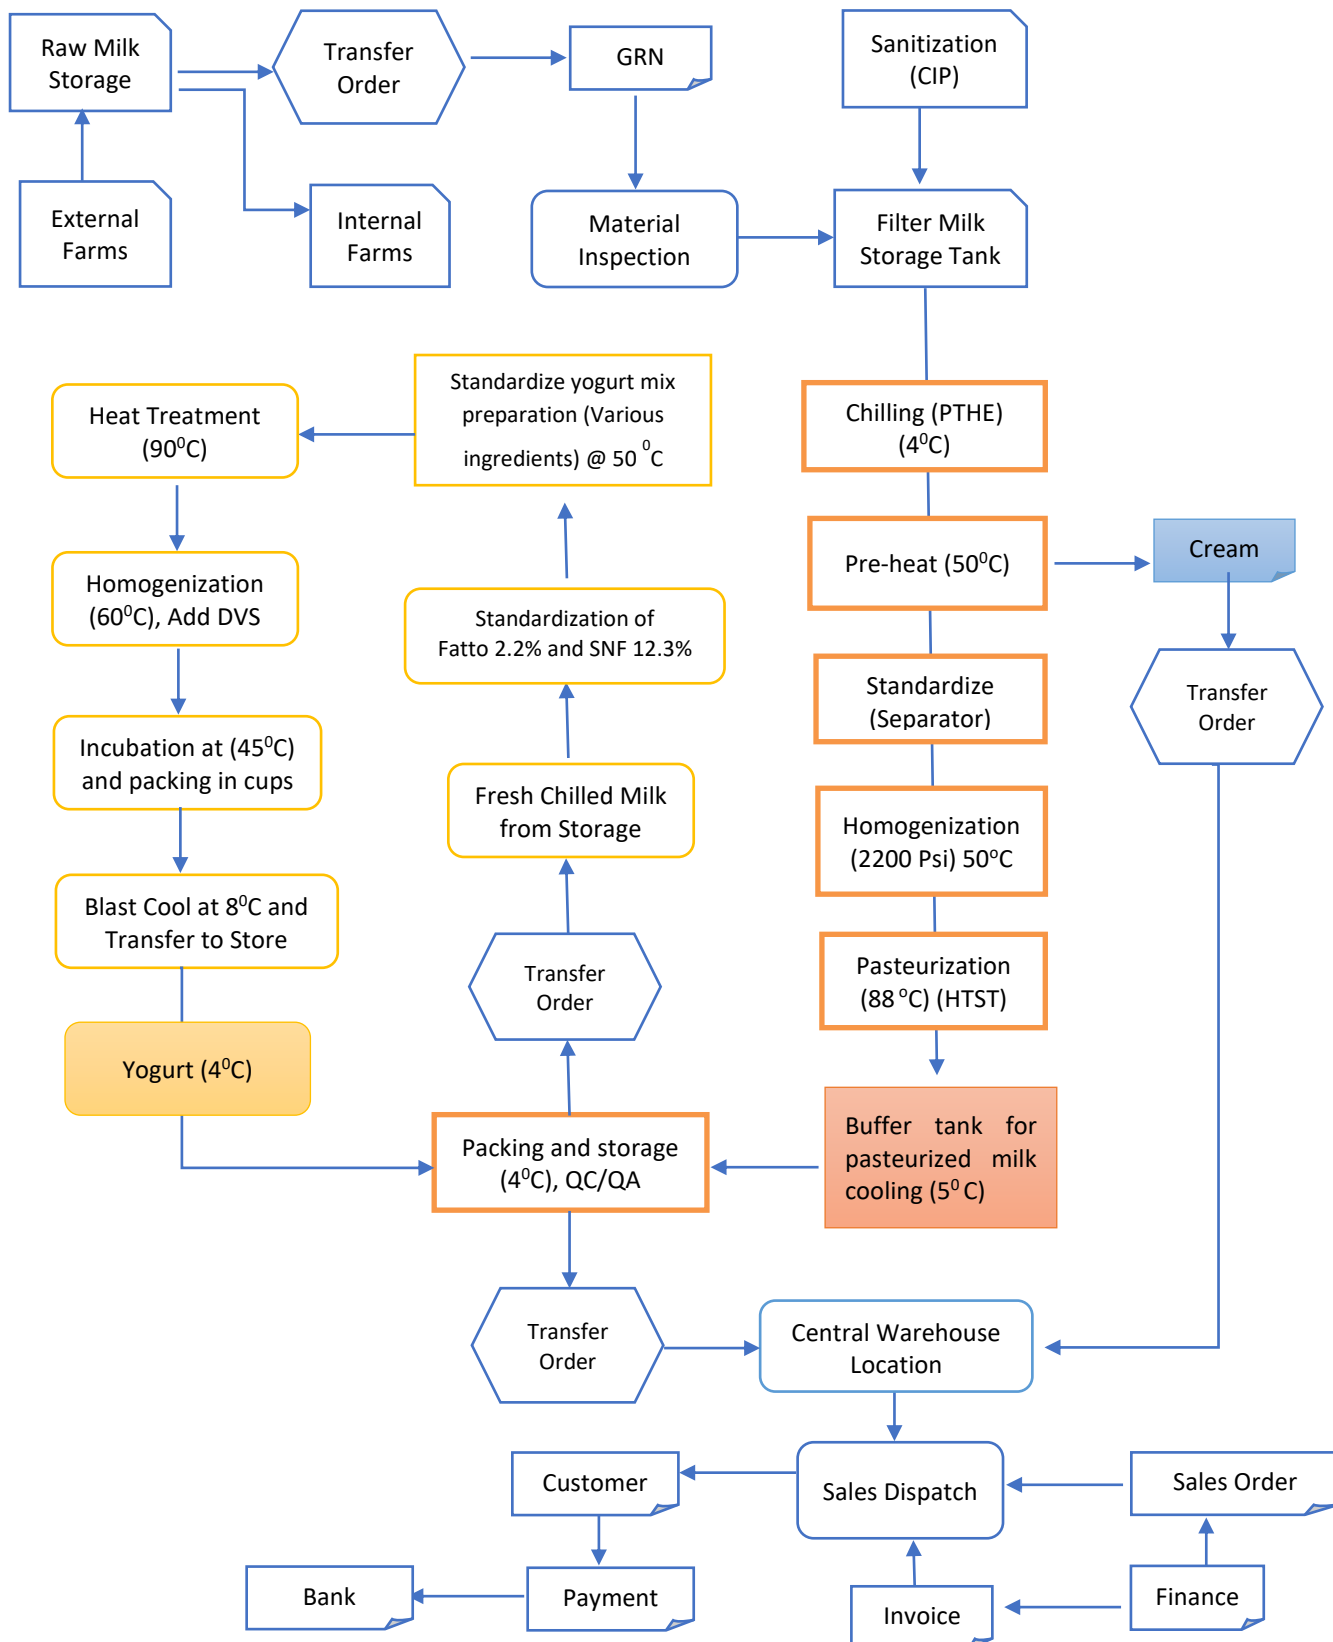 Raw Milk
Storage
Transfer
Order
GRN
Sanitization
(CIP)
External
Farms
Internal
Farms
Material
Inspection
Filter Milk
Storage Tank
Heat Treatment
(90⁰C)
Standardize yogurt mix
preparation (Various
ingredients) @ 50 ⁰C
Chilling (PTHE)
(4⁰C)
Homogenization
(60⁰C), Add DVS
Standardization of
Fatto 2.2% and SNF 12.3%
Pre-heat (50⁰C)
Cream
Incubation at (45⁰C)
and packing in cups
Fresh Chilled Milk
from Storage
Standardize
(Separator)
Transfer
Order
Homogenization
(2200 Psi) 50ᵒC
Blast Cool at 8⁰C and
Transfer to Store
Transfer
Order
Pasteurization
(88 ᵒC) (HTST)
Yogurt (4⁰C)
Packing and storage
(4⁰C), QC/QA
Buffer tank for
pasteurized milk
cooling (5⁰ C)
Transfer
Order
Central Warehouse
Location
Customer
Sales Dispatch
Sales Order
Bank
Payment
Invoice
Finance